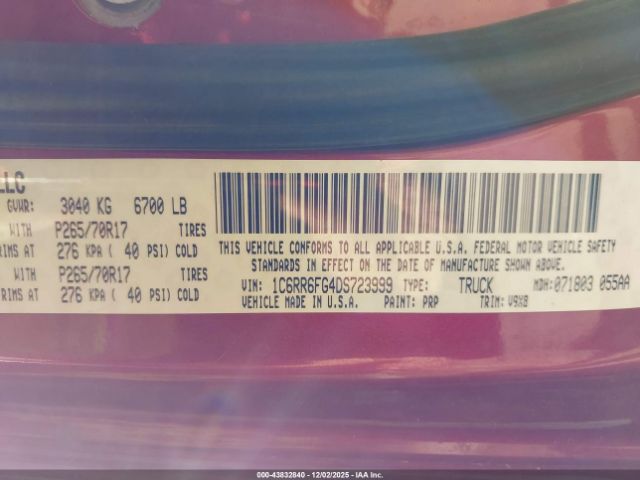 LLC
GVWR: 3040 KG 6700 LB
WITH P265/70R17 TIRES
RIMS AT 276 KPA ( 40 PSI) COLD
WITH P265/70R17 TIRES
RIMS AT 276 KPA ( 40 PSI) COLD
THIS VEHICLE CONFORMS TO ALL APPLICABLE U.S.A. FEDERAL MOTOR VEHICLE SAFETY
STANDARDS IN EFFECT ON THE DATE OF MANUFACTURE SHOWN ABOVE.
VIN: 1C6RR6FG4DS723999 TYPE: TRUCK MDH: 071803 055AA
VEHICLE MADE IN U.S.A. PAINT: PRP TRIM: V9X8
000-43832840 - 12/02/2025 - IAA Inc.